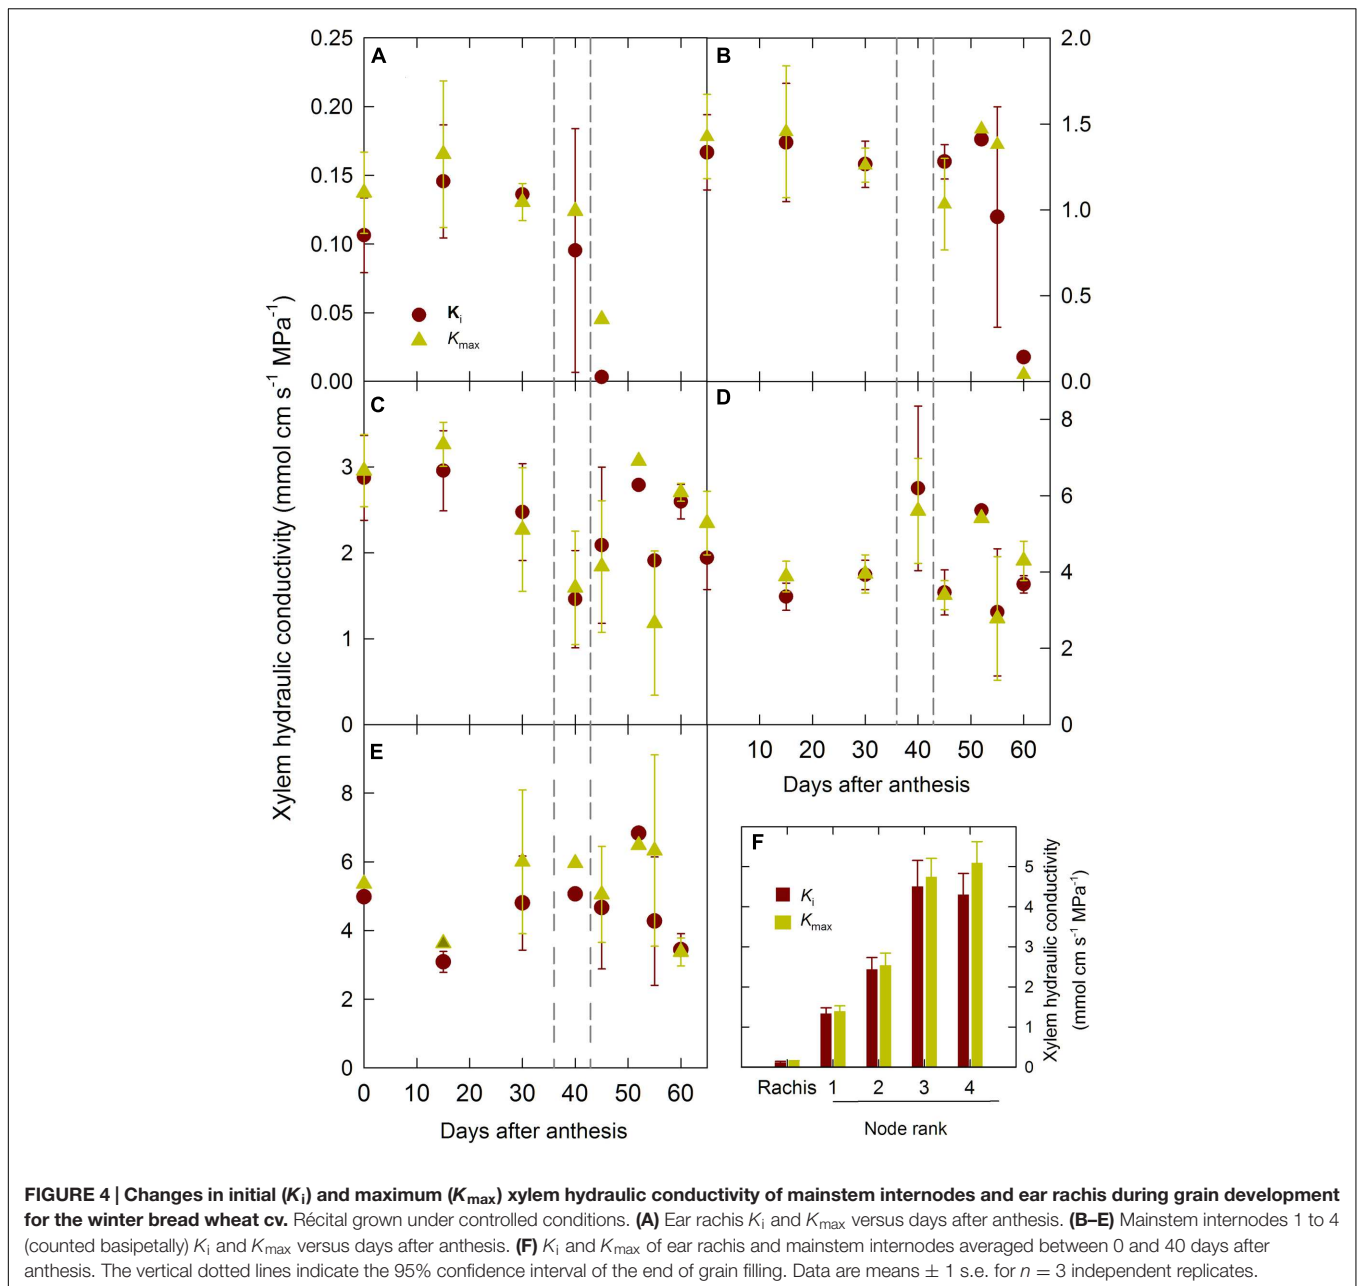 A
B
0.25
0.20
0.15
0.10
0.05
0.00
2.0
1.5
1.0
0.5
0.0
Ki
Kmax
Xylem hydraulic conductivity (mmol cm s-1 MPa-1)
C
D
3
2
1
0
8
6
4
2
0
10 20 30 40 50 60
Days after anthesis
E
8
6
4
2
0
0 10 20 30 40 50 60
Days after anthesis
F
Ki
Kmax
5
4
3
2
1
0
Xylem hydraulic conductivity
(mmol cm s-1 MPa-1)
Rachis 1 2 3 4
Node rank
FIGURE 4 | Changes in initial (Ki) and maximum (Kmax) xylem hydraulic conductivity of mainstem internodes and ear rachis during grain development
for the winter bread wheat cv. Récital grown under controlled conditions. (A) Ear rachis Ki and Kmax versus days after anthesis. (B–E) Mainstem internodes 1 to 4
(counted basipetally) Ki and Kmax versus days after anthesis. (F) Ki and Kmax of ear rachis and mainstem internodes averaged between 0 and 40 days after
anthesis. The vertical dotted lines indicate the 95% confidence interval of the end of grain filling. Data are means ± 1 s.e. for n = 3 independent replicates.